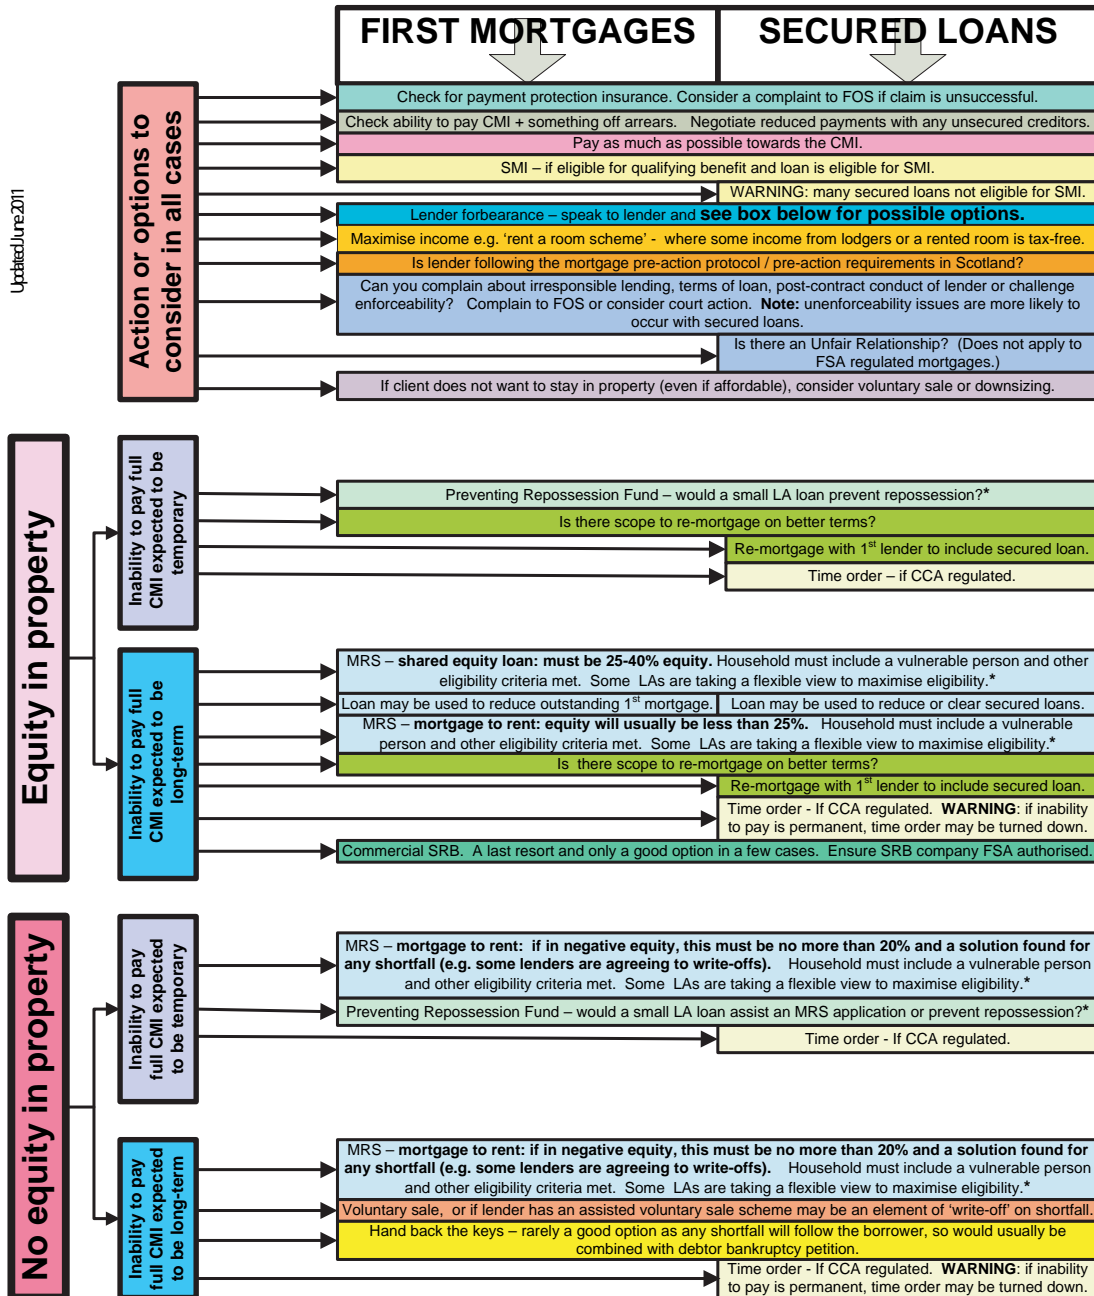 FIRST MORTGAGES
SECURED LOANS
Updated June 2011
Action or options to
consider in all cases
Check for payment protection insurance. Consider a complaint to FOS if claim is unsuccessful.
Check ability to pay CMI + something off arrears. Negotiate reduced payments with any unsecured creditors.
Pay as much as possible towards the CMI.
SMI – if eligible for qualifying benefit and loan is eligible for SMI.
WARNING: many secured loans not eligible for SMI.
Lender forbearance – speak to lender and see box below for possible options.
Maximise income e.g. 'rent a room scheme' - where some income from lodgers or a rented room is tax-free.
Is lender following the mortgage pre-action protocol / pre-action requirements in Scotland?
Can you complain about irresponsible lending, terms of loan, post-contract conduct of lender or challenge
enforceability? Complain to FOS or consider court action. Note: unenforceability issues are more likely to
occur with secured loans.
Is there an Unfair Relationship? (Does not apply to
FSA regulated mortgages.)
If client does not want to stay in property (even if affordable), consider voluntary sale or downsizing.
Equity in property
Inability to pay full
CMI expected to be
temporary
Preventing Repossession Fund – would a small LA loan prevent repossession?*
Is there scope to re-mortgage on better terms?
Re-mortgage with 1st lender to include secured loan.
Time order – if CCA regulated.
Inability to pay full
CMI expected to be
long-term
MRS – shared equity loan: must be 25-40% equity. Household must include a vulnerable person and other
eligibility criteria met. Some LAs are taking a flexible view to maximise eligibility.*
Loan may be used to reduce outstanding 1st mortgage.
Loan may be used to reduce or clear secured loans.
MRS – mortgage to rent: equity will usually be less than 25%. Household must include a vulnerable
person and other eligibility criteria met. Some LAs are taking a flexible view to maximise eligibility.*
Is there scope to re-mortgage on better terms?
Re-mortgage with 1st lender to include secured loan.
Time order - If CCA regulated. WARNING: if inability
to pay is permanent, time order may be turned down.
Commercial SRB. A last resort and only a good option in a few cases. Ensure SRB company FSA authorised.
No equity in property
Inability to pay
full CMI expected
to be temporary
MRS – mortgage to rent: if in negative equity, this must be no more than 20% and a solution found for
any shortfall (e.g. some lenders are agreeing to write-offs). Household must include a vulnerable person
and other eligibility criteria met. Some LAs are taking a flexible view to maximise eligibility.*
Preventing Repossession Fund – would a small LA loan assist an MRS application or prevent repossession?*
Time order - If CCA regulated.
Inability to pay
full CMI expected
to be long-term
MRS – mortgage to rent: if in negative equity, this must be no more than 20% and a solution found for
any shortfall (e.g. some lenders are agreeing to write-offs). Household must include a vulnerable person
and other eligibility criteria met. Some LAs are taking a flexible view to maximise eligibility.*
Voluntary sale, or if lender has an assisted voluntary sale scheme may be an element of 'write-off' on shortfall.
Hand back the keys – rarely a good option as any shortfall will follow the borrower, so would usually be
combined with debtor bankruptcy petition.
Time order - If CCA regulated. WARNING: if inability
to pay is permanent, time order may be turned down.